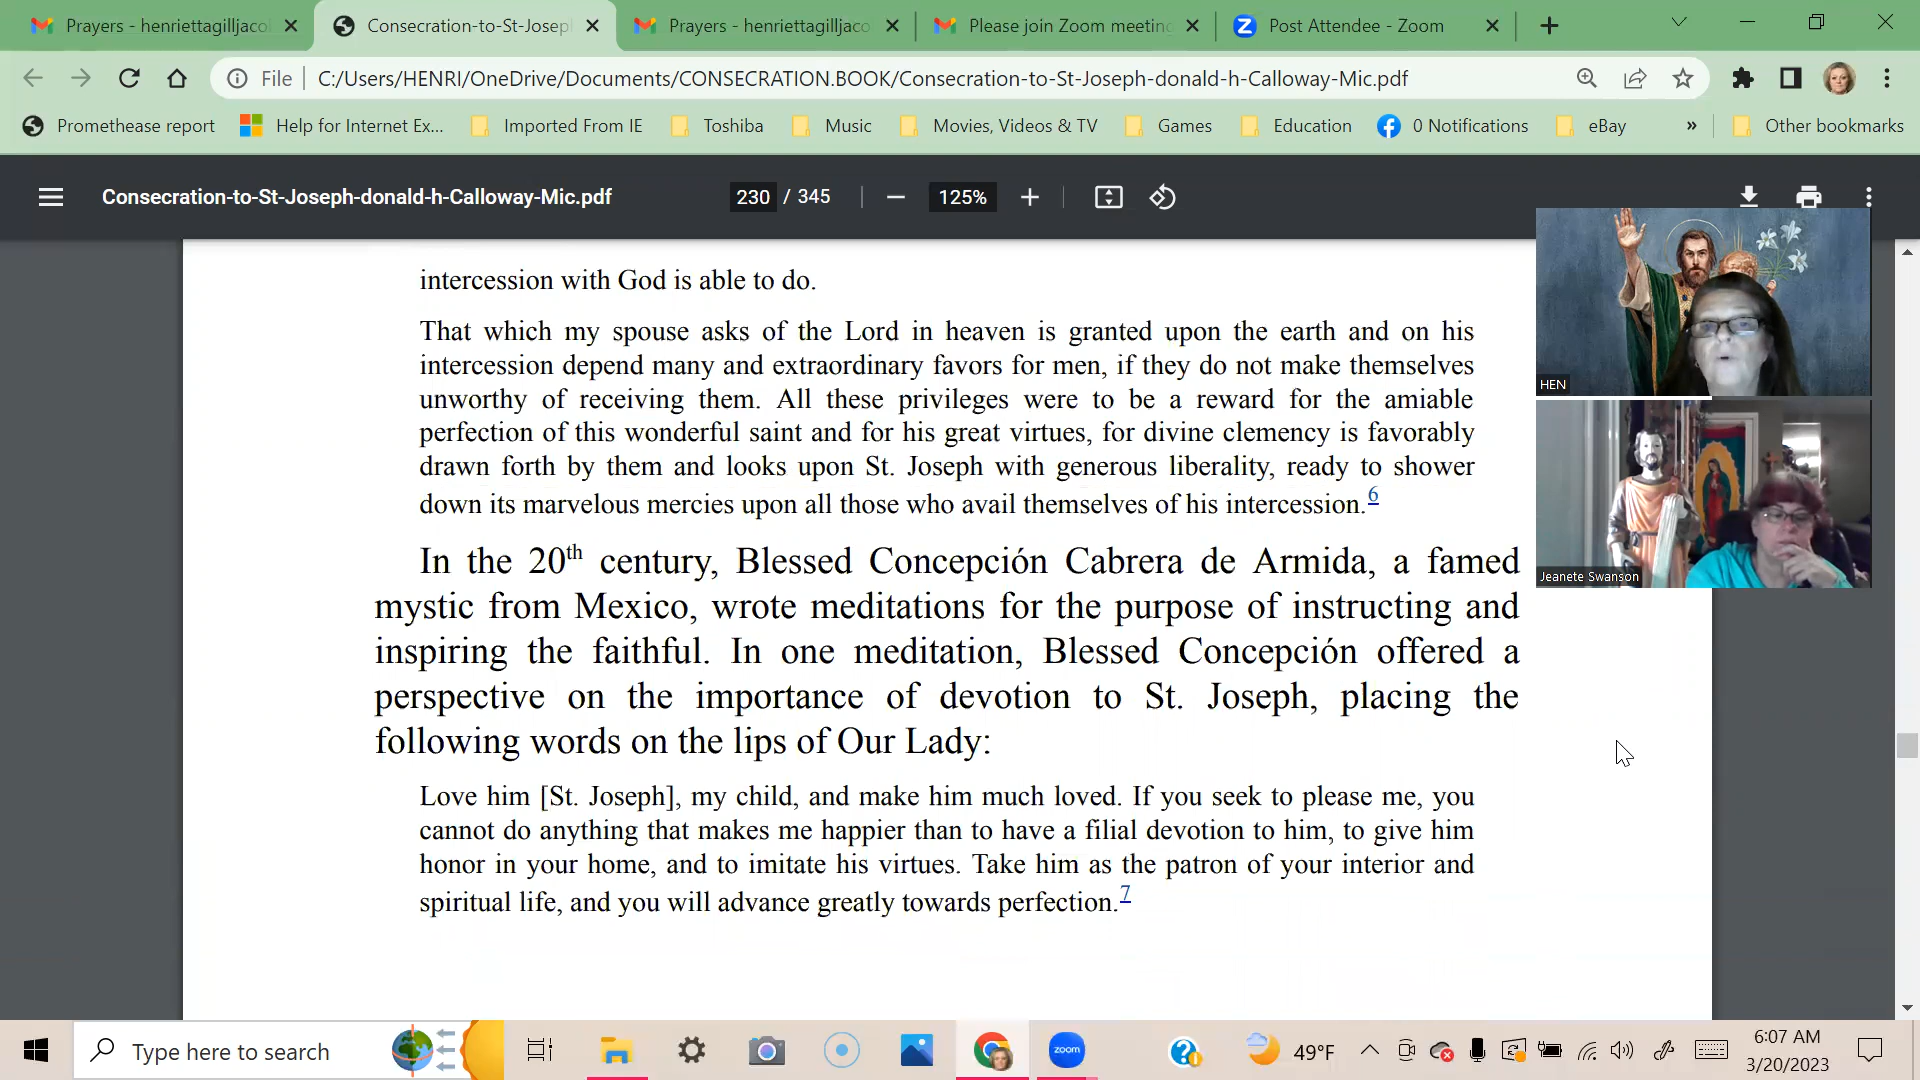 Prayers - henriettagilljaco
Consecration-to-St-Joseph
Prayers - henriettagilljaco
Please join Zoom meeting
Post Attendee - Zoom
File
C:/Users/HENRI/OneDrive/Documents/CONSECRATION.BOOK/Consecration-to-St-Joseph-donald-h-Calloway-Mic.pdf
Promethease report
Help for Internet Ex...
Imported From IE
Toshiba
Music
Movies, Videos & TV
Games
Education
0 Notifications
eBay
»
Other bookmarks
Consecration-to-St-Joseph-donald-h-Calloway-Mic.pdf
230 / 345
125%
intercession with God is able to do.
That which my spouse asks of the Lord in heaven is granted upon the earth and on his
intercession depend many and extraordinary favors for men, if they do not make themselves
unworthy of receiving them. All these privileges were to be a reward for the amiable
perfection of this wonderful saint and for his great virtues, for divine clemency is favorably
drawn forth by them and looks upon St. Joseph with generous liberality, ready to shower
down its marvelous mercies upon all those who avail themselves of his intercession.6
In the 20th century, Blessed Concepción Cabrera de Armida, a famed
mystic from Mexico, wrote meditations for the purpose of instructing and
inspiring the faithful. In one meditation, Blessed Concepción offered a
perspective on the importance of devotion to St. Joseph, placing the
following words on the lips of Our Lady:
Love him [St. Joseph], my child, and make him much loved. If you seek to please me, you
cannot do anything that makes me happier than to have a filial devotion to him, to give him
honor in your home, and to imitate his virtues. Take him as the patron of your interior and
spiritual life, and you will advance greatly towards perfection.7
HEN
Jeanete Swanson
Type here to search
zoom
49°F
6:07 AM
3/20/2023